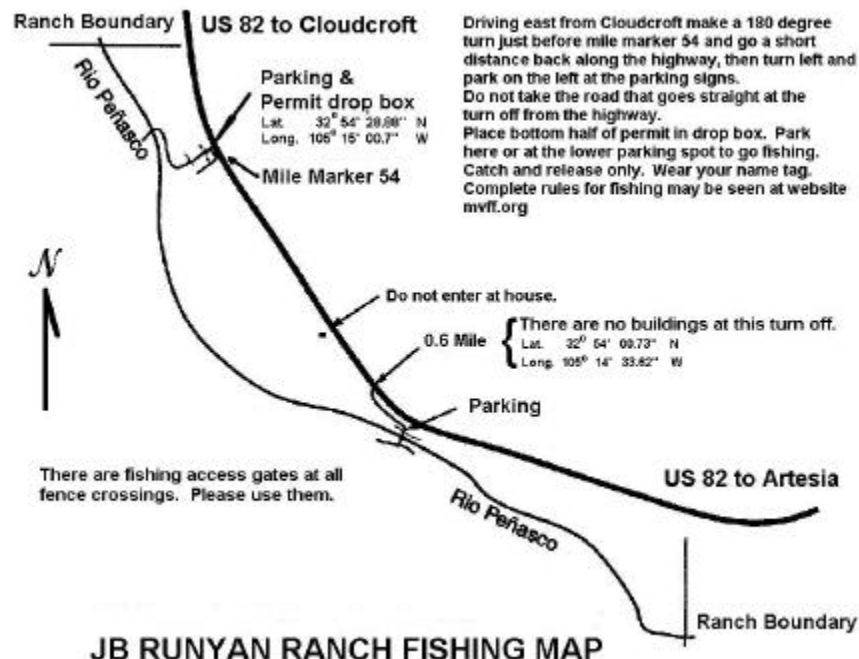 Ranch Boundary
US 82 to Cloudcroft
Driving east from Cloudcroft make a 180 degree
turn just before mile marker 54 and go a short
distance back along the highway, then turn left and
park on the left at the parking signs.
Do not take the road that goes straight at the
turn off from the highway.
Place bottom half of permit in drop box. Park
here or at the lower parking spot to go fishing.
Catch and release only. Wear your name tag.
Complete rules for fishing may be seen at website
mvff.org
Rio Peñasco
Parking &
Permit drop box
Lat. 32° 54' 28.88" N
Long. 105° 15' 00.7" W
Mile Marker 54
N
Do not enter at house.
0.6 Mile
There are no buildings at this turn off.
Lat. 32° 54' 00.73" N
Long. 105° 14' 33.62" W
Parking
There are fishing access gates at all
fence crossings. Please use them.
US 82 to Artesia
Rio Peñasco
Ranch Boundary
JB RUNYAN RANCH FISHING MAP